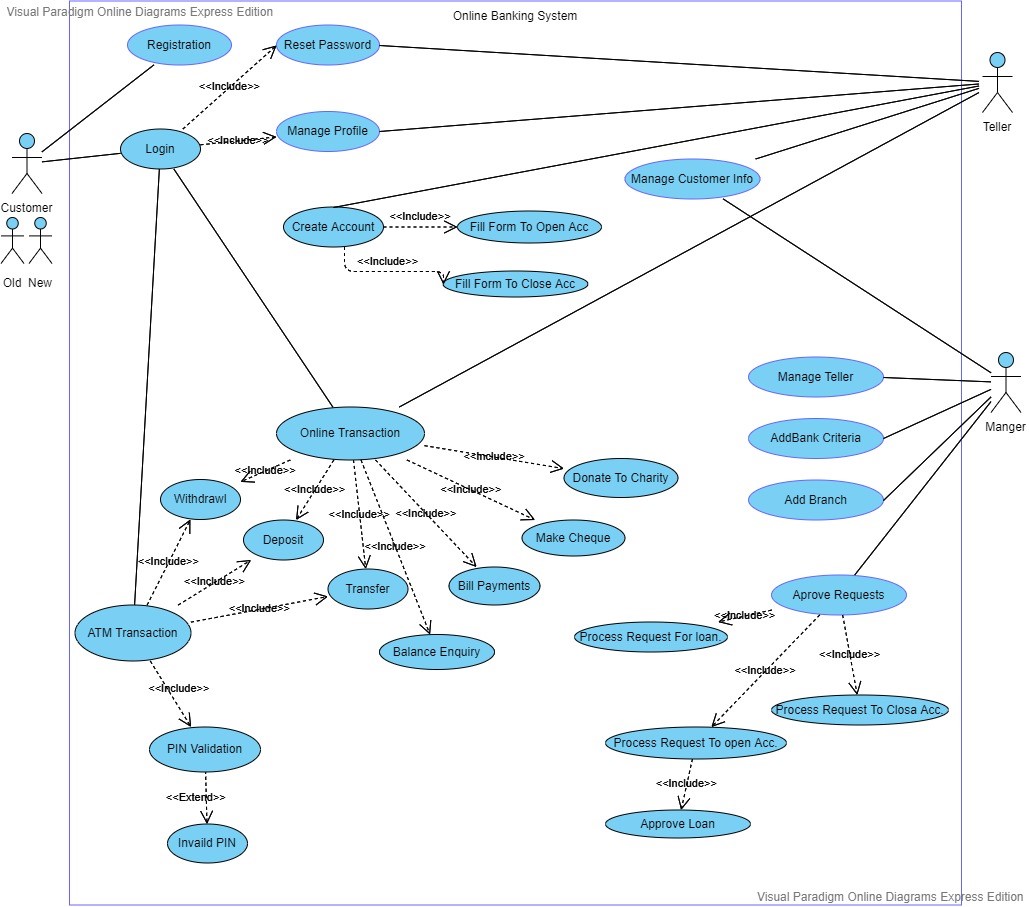 Visual Paradigm Online Diagrams Express Edition
Online Banking System
Registration
Reset Password
<<Include>>
Teller
Manage Profile
<<Include>>
Login
Manage Customer Info
Customer
Create Account
<<Include>>
Fill Form To Open Acc
<<Include>>
Old New
Fill Form To Close Acc
Manage Teller
Manger
Online Transaction
AddBank Criteria
<<Include>>
<<Include>>
Donate To Charity
<<Include>>
<<Include>>
Withdrawl
Add Branch
<<Include>>
<<Include>>
Deposit
Make Cheque
<<Include>>
<<Include>>
<<Include>>
Transfer
Bill Payments
Aprove Requests
<<Include>>
<<Include>>
ATM Transaction
Process Request For loan.
Balance Enquiry
<<Include>>
<<Include>>
<<Include>>
Process Request To Closa Acc.
PIN Validation
Process Request To open Acc.
<<Include>>
<<Extend>>
Approve Loan
Invaild PIN
Visual Paradigm Online Diagrams Express Edition